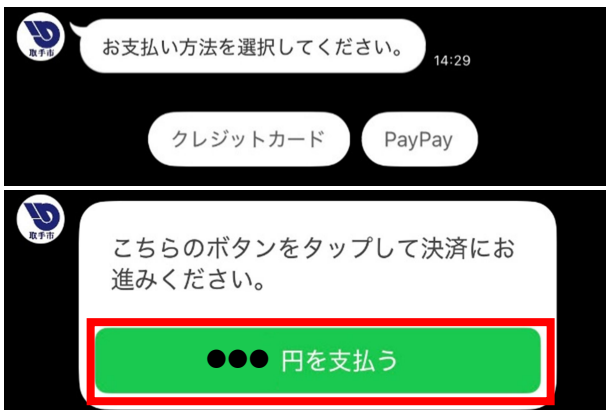 お支払い方法を選択してください。
取手市
14:29
クレジットカード
PayPay
取手市
こちらのボタンをタップして決済にお
進みください。
●●● 円を支払う